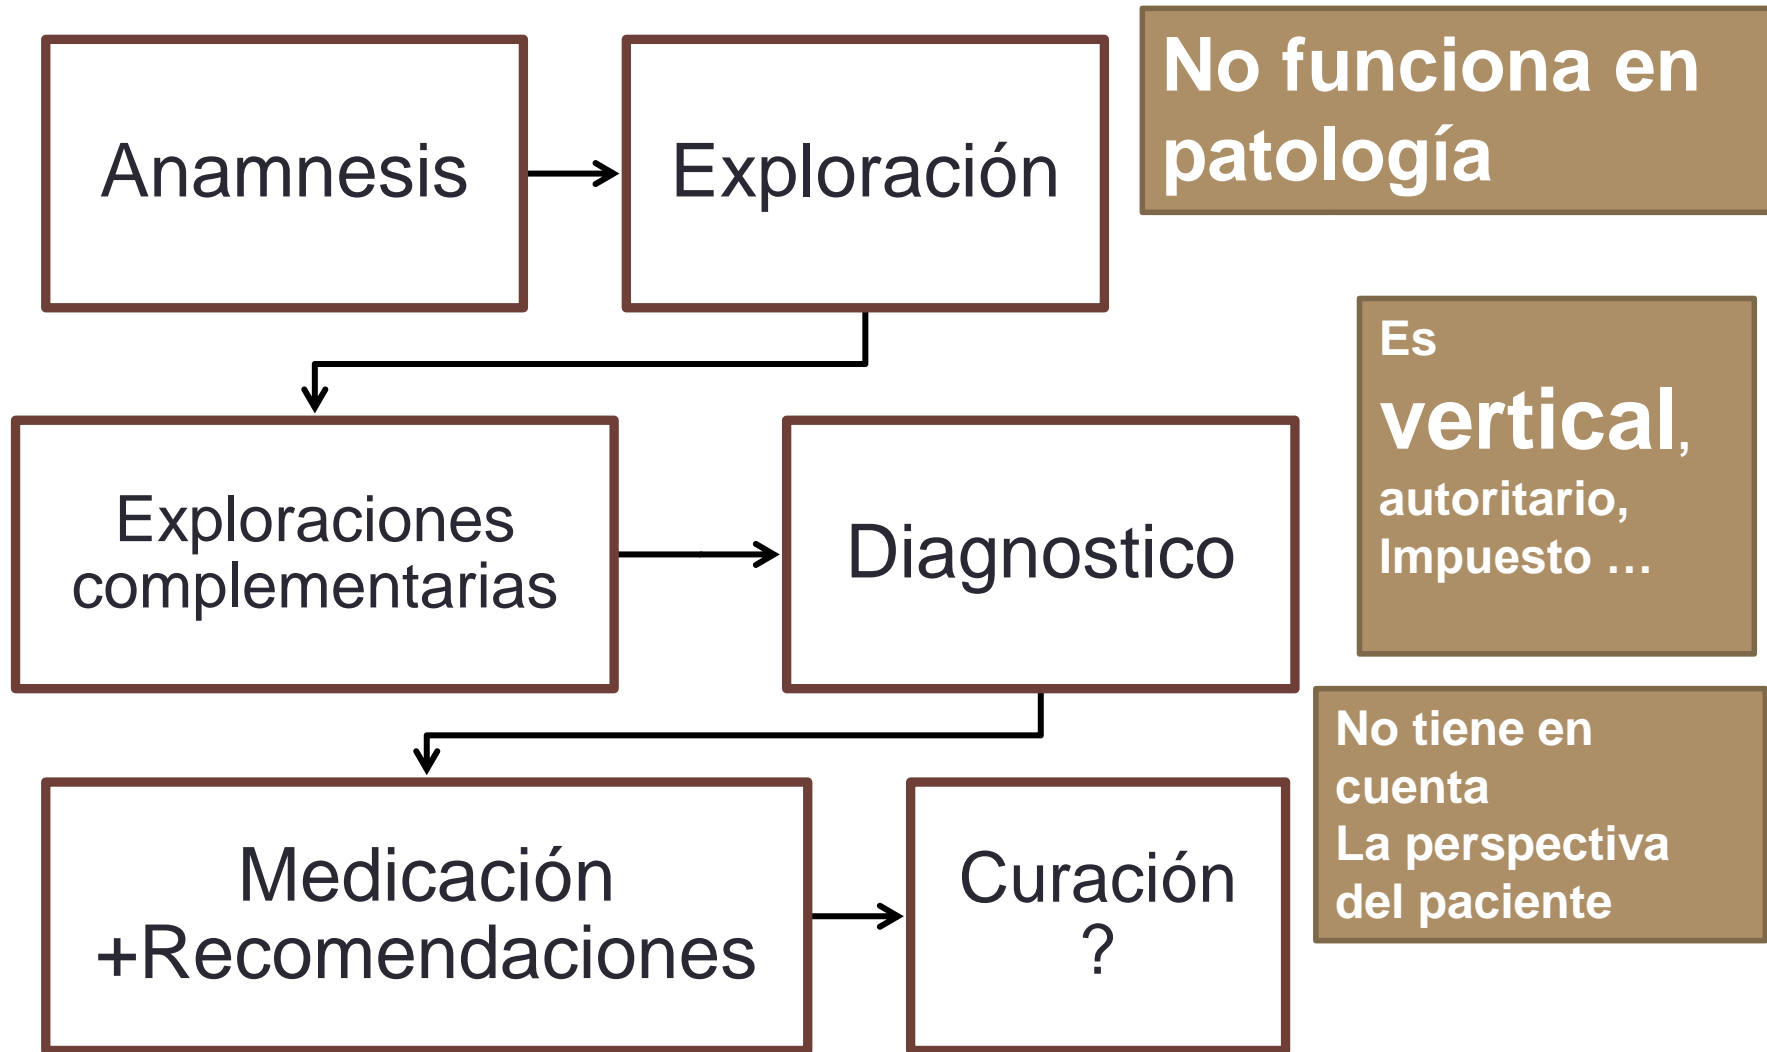 Anamnesis
Exploración
No funciona en
patología
Es
vertical,
autoritario,
Impuesto …
Exploraciones
complementarias
Diagnostico
No tiene en
cuenta
La perspectiva
del paciente
Medicación
+Recomendaciones
Curación
?